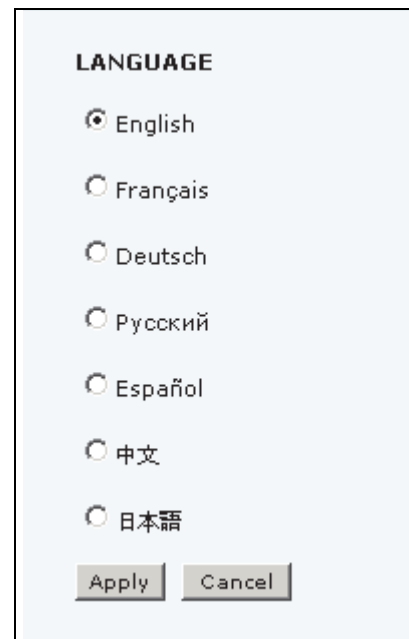 LANGUAGE
English
Français
Deutsch
Русский
Español
中文
日本語
Apply Cancel